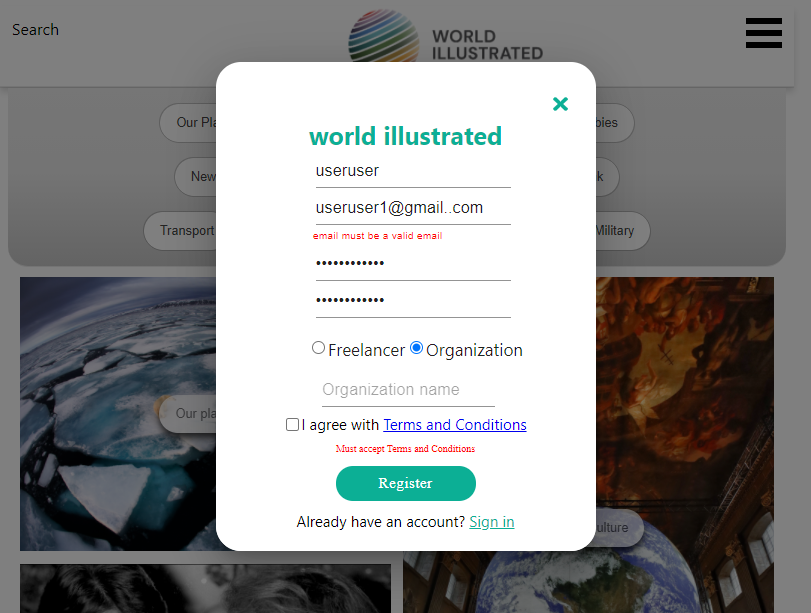 Search
WORLD
ILLUSTRATED
Our Pla
bies
New
k
Transport
Military
world illustrated
useruser
useruser1@gmail..com
email must be a valid email
••••••••••••
••••••••••••
Freelancer Organization
Organization name
I agree with Terms and Conditions
Must accept Terms and Conditions
Register
Already have an account? Sign in
Our pla
ulture